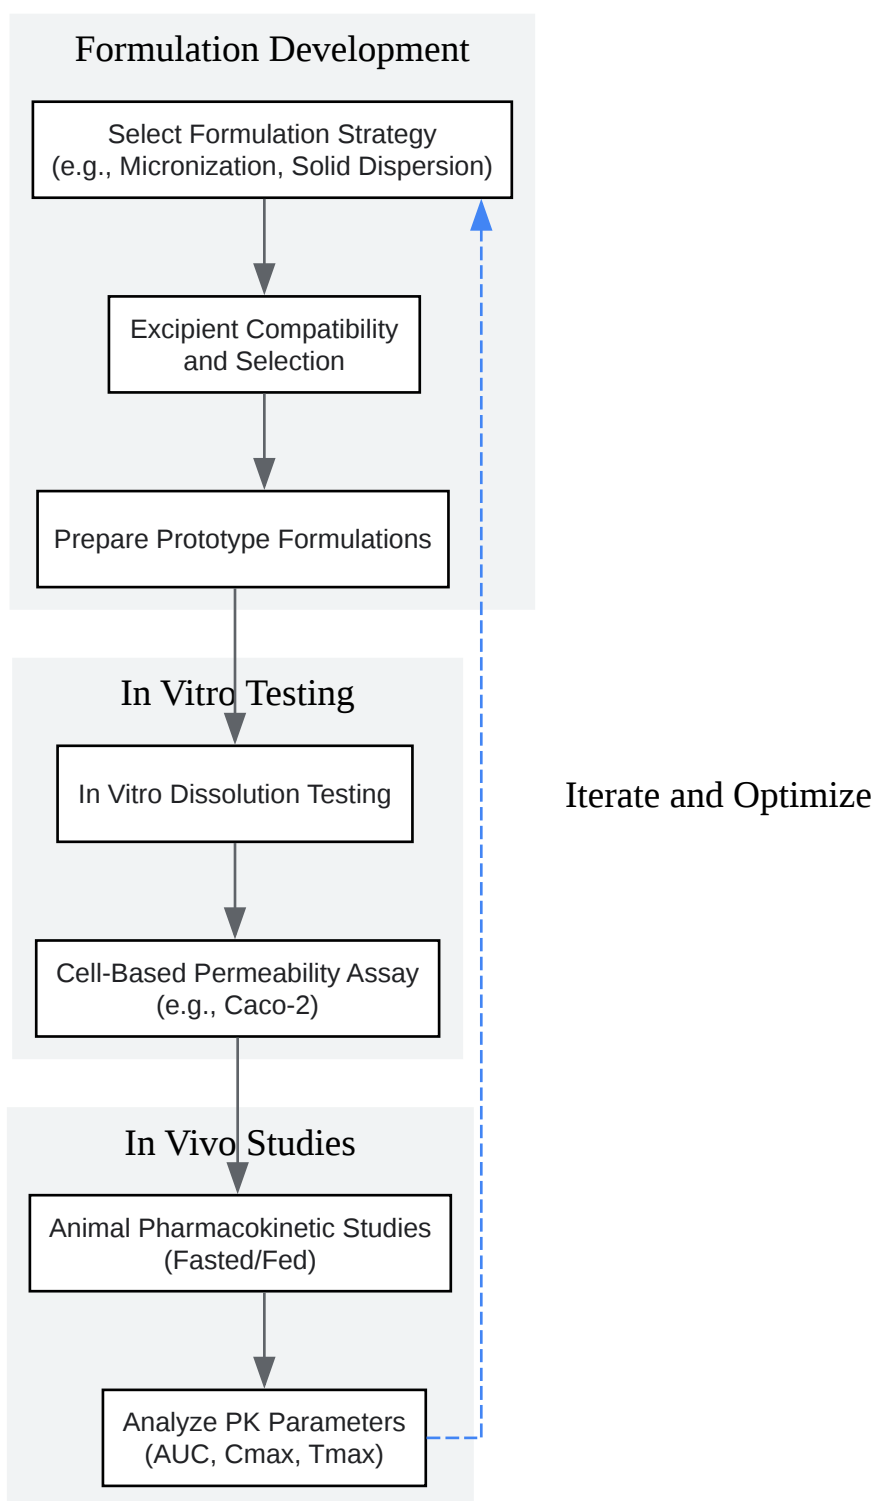 Formulation Development
Select Formulation Strategy
(e.g., Micronization, Solid Dispersion)
Excipient Compatibility
and Selection
Prepare Prototype Formulations
In Vitro Testing
In Vitro Dissolution Testing
Iterate and Optimize
Cell-Based Permeability Assay
(e.g., Caco-2)
In Vivo Studies
Animal Pharmacokinetic Studies
(Fasted/Fed)
Analyze PK Parameters
(AUC, Cmax, Tmax)